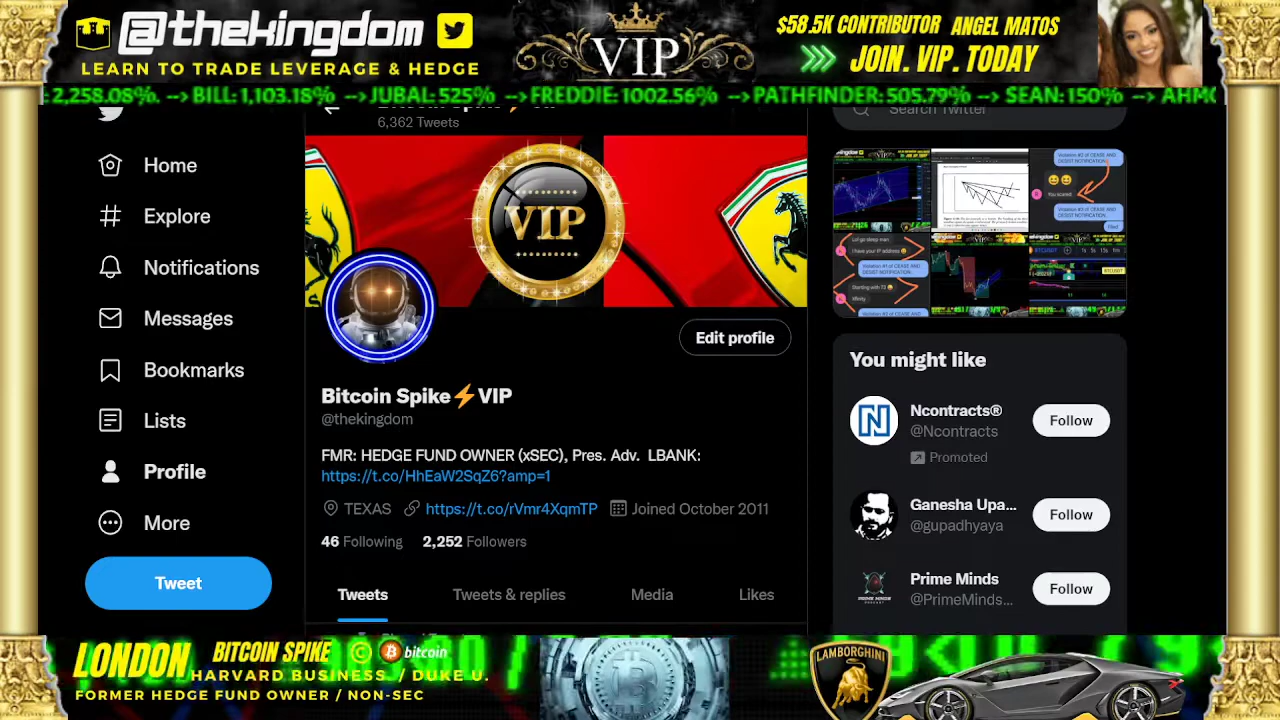 @thekingdom
LEARN TO TRADE LEVERAGE & HEDGE
VIP
$58.5K CONTRIBUTOR ANGEL MATOS
JOIN. VIP. TODAY
: 2,258.08%. --> BILL: 1,103.18% --> JUBAL: 525% --> FREDDIE: 1002.56% --> PATHFINDER: 505.79% --> SEAN: 150% --> AHMC
6,362 Tweets
Search Twitter
Home
Explore
Notifications
Messages
Bookmarks
Lists
Profile
More
Tweet
VIP
Edit profile
Bitcoin Spike⚡VIP
@thekingdom
FMR: HEDGE FUND OWNER (xSEC), Pres. Adv. LBANK:
https://t.co/HhEaW2SqZ6?amp=1
TEXAS https://t.co/rVmr4XqmTP Joined October 2011
46 Following 2,252 Followers
Tweets Tweets & replies Media Likes
You might like
Ncontracts®
@Ncontracts
Promoted
Follow
Ganesha Upa...
@gupadhyaya
Follow
Prime Minds
@PrimeMinds...
Follow
LONDON BITCOIN SPIKE © bitcoin
HARVARD BUSINESS / DUKE U.
FORMER HEDGE FUND OWNER / NON-SEC
LAMBORGHINI